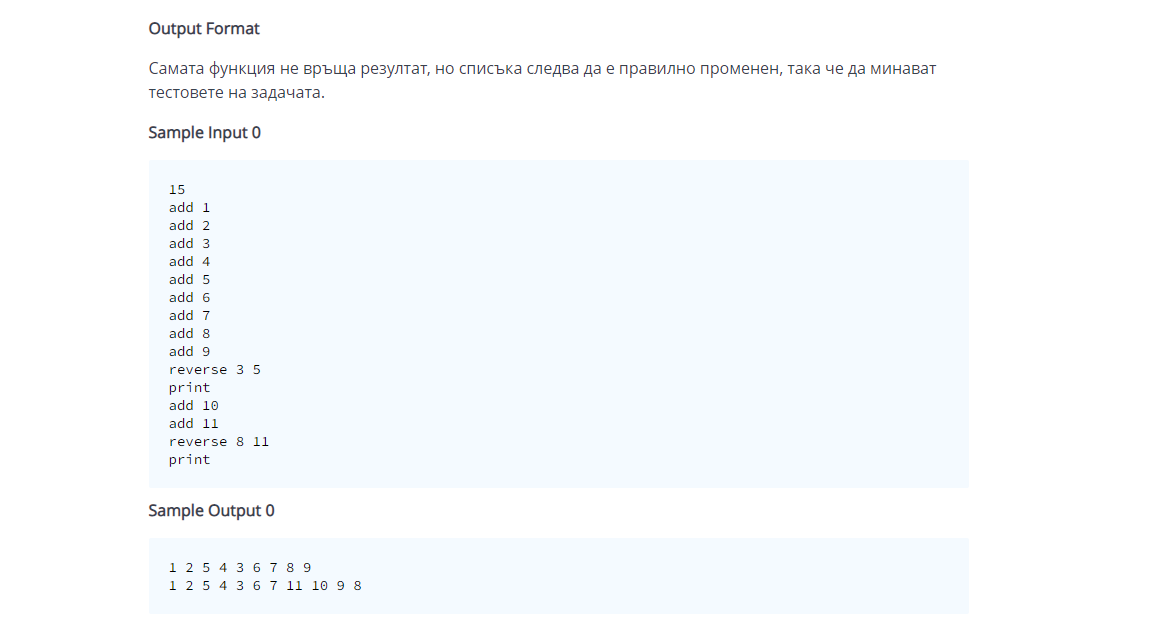 Output Format
Самата функция не връща резултат, но списъка следва да е правилно променен, така че да минават
тестовете на задачата.
Sample Input 0
15
add 1
add 2
add 3
add 4
add 5
add 6
add 7
add 8
add 9
reverse 3 5
print
add 10
add 11
reverse 8 11
print
Sample Output 0
1 2 5 4 3 6 7 8 9
1 2 5 4 3 6 7 11 10 9 8